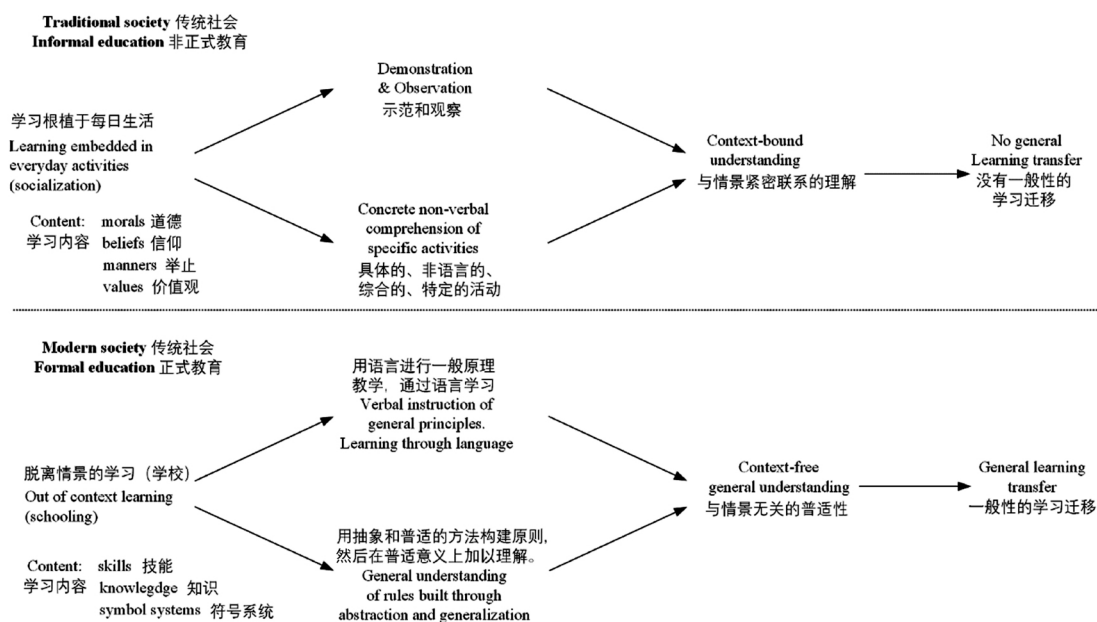 Traditional society 传统社会
Informal education 非正式教育
学习根植于每日生活
Learning embedded in
everyday activities
(socialization)
Content: morals 道德
学习内容 beliefs 信仰
manners 举止
values 价值观
Demonstration
& Observation
示范和观察
Concrete non-verbal
comprehension of
specific activities
具体的、非语言的、
综合的、特定的活动
Context-bound
understanding
与情景紧密联系的理解
No general
Learning transfer
没有一般性的
学习迁移
Modern society 传统社会
Formal education 正式教育
脱离情景的学习（学校）
Out of context learning
(schooling)
Content: skills 技能
学习内容 knowlegdge 知识
symbol systems 符号系统
用语言进行一般原理
教学，通过语言学习
Verbal instruction of
general principles.
Learning through language
用抽象和普适的方法构建原则,
然后在普适意义上加以理解。
General understanding
of rules built through
abstraction and generalization
Context-free
general understanding
与情景无关的普适性
General learning
transfer
一般性的学习迁移